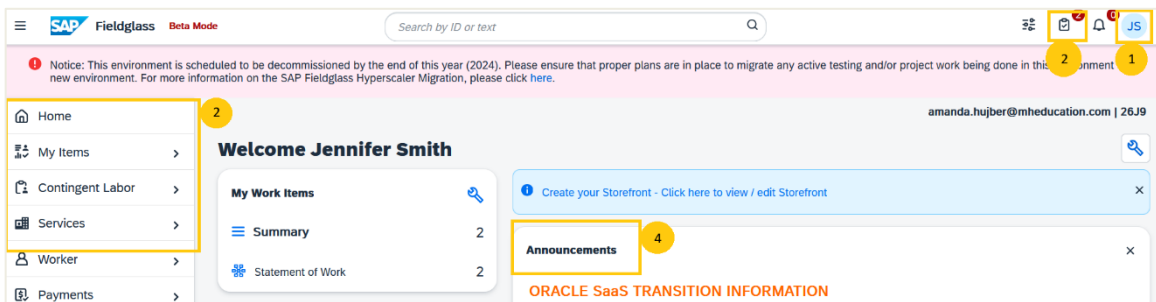 SAP Fieldglass Beta Mode Search by ID or text 2 0 JS
Notice: This environment is scheduled to be decommissioned by the end of this year (2024). Please ensure that proper plans are in place to migrate any active testing and/or project work being done in this environment
new environment. For more information on the SAP Fieldglass Hyperscaler Migration, please click here.
2 1
Home 2
amanda.hujber@mheducation.com | 26J9
My Items
Welcome Jennifer Smith
Contingent Labor
My Work Items
Create your Storefront - Click here to view / edit Storefront
Services
Summary 2
Announcements 4
Worker
Statement of Work 2
Payments
ORACLE SaaS TRANSITION INFORMATION